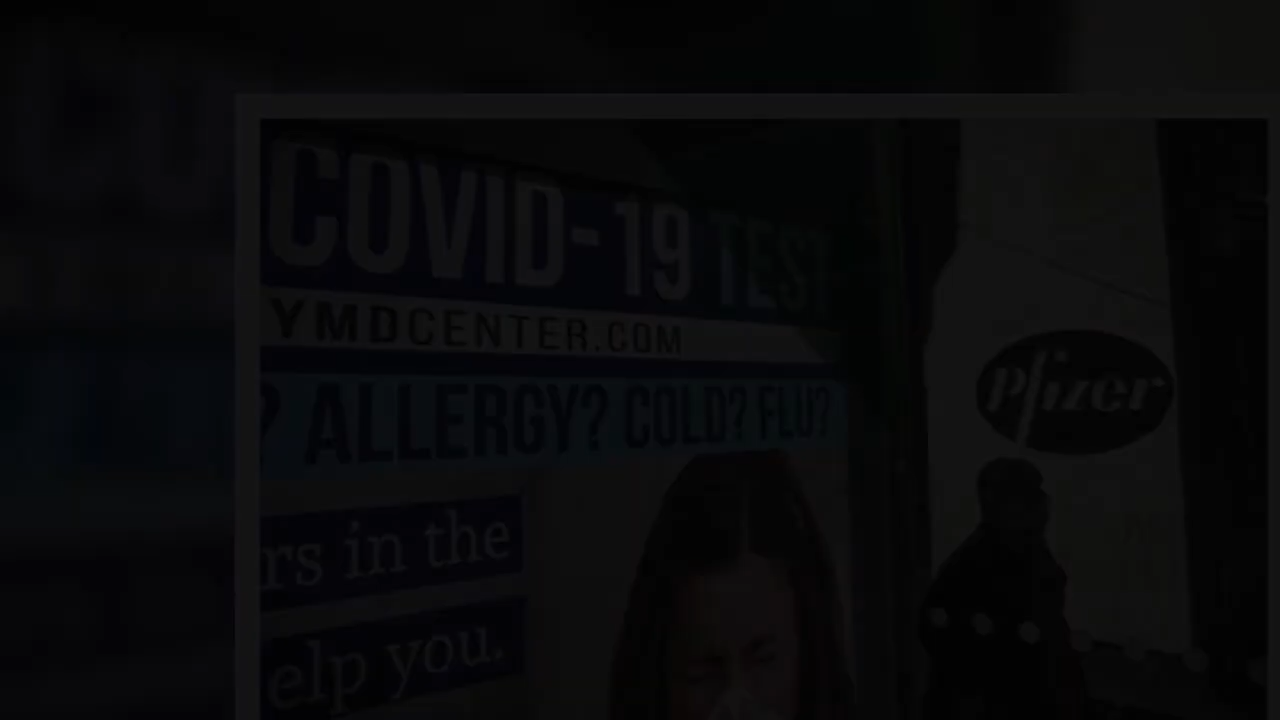 COVID-19 TEST
YMDCENTER.COM
? ALLERGY? COLD? FLU?
rs in the
elp you.
Pfizer